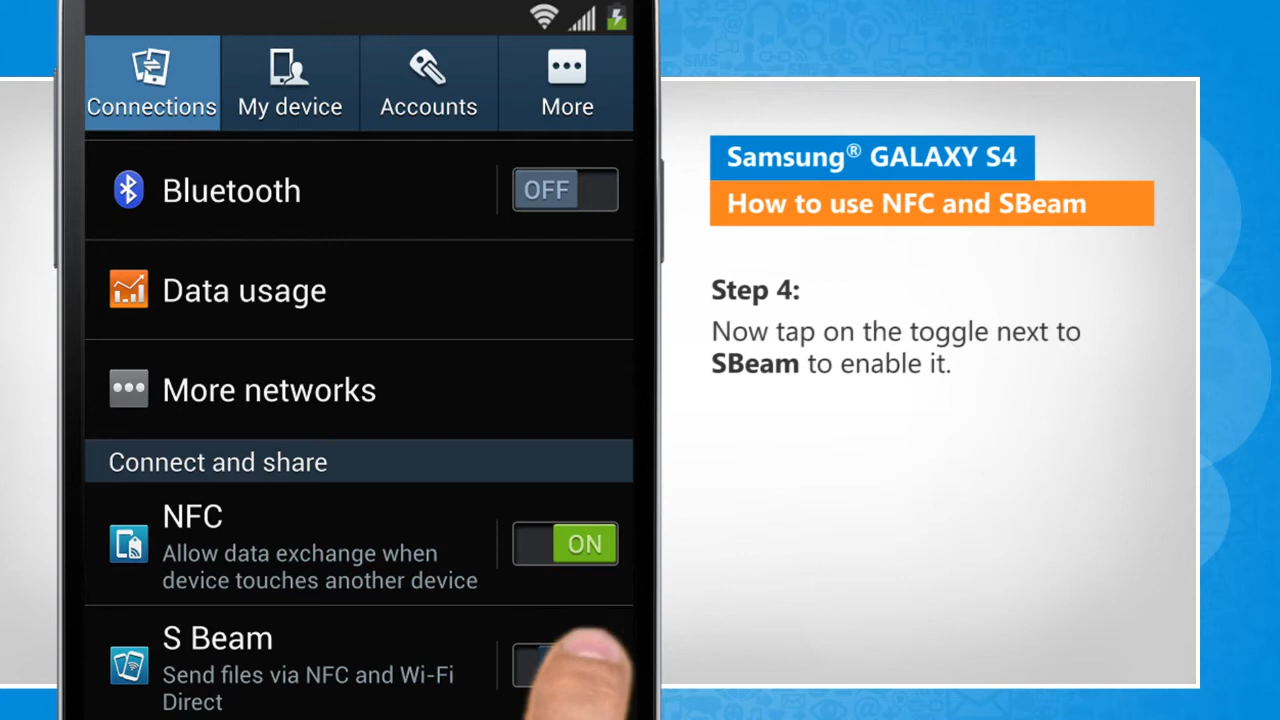 Connections
My device
Accounts
More
Bluetooth
OFF
Data usage
More networks
Connect and share
NFC
Allow data exchange when
device touches another device
ON
S Beam
Send files via NFC and Wi-Fi
Direct
Samsung® GALAXY S4
How to use NFC and SBeam
Step 4:
Now tap on the toggle next to
SBeam to enable it.